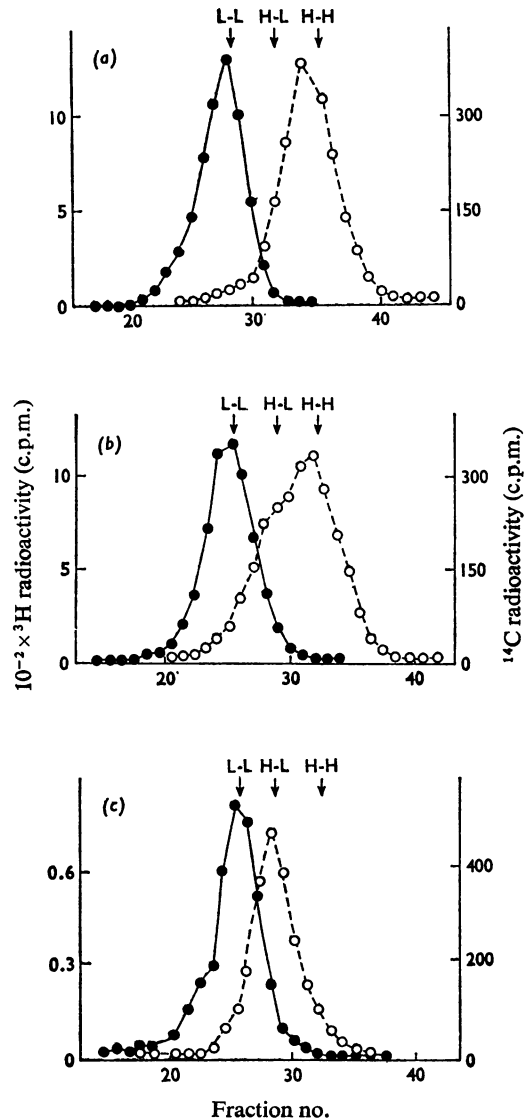 L-L H-L H-H
(a)
10
5
0
300
150
0
20 30 40
L-L H-L H-H
(b)
10
5
0
300
150
0
20 30 40
L-L H-L H-H
(c)
0.6
0.3
0
400
200
0
20 30 40
10⁻² × ³H radioactivity (c.p.m.)
¹⁴C radioactivity (c.p.m.)
Fraction no.